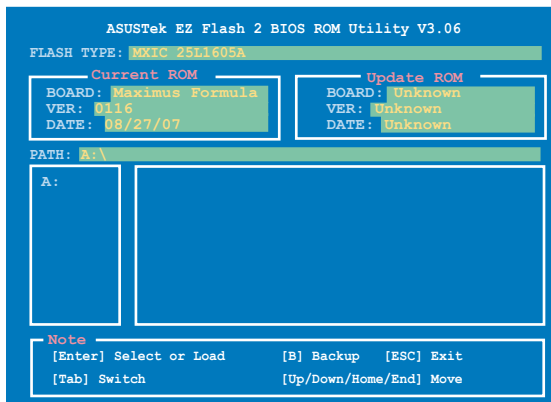 ASUSTek EZ Flash 2 BIOS ROM Utility V3.06
FLASH TYPE: MXIC 25L1605A
Current ROM
BOARD: Maximus Formula
VER: 0116
DATE: 08/27/07
Update ROM
BOARD: Unknown
VER: Unknown
DATE: Unknown
PATH: A:\
A:
Note
[Enter] Select or Load [B] Backup [ESC] Exit
[Tab] Switch [Up/Down/Home/End] Move